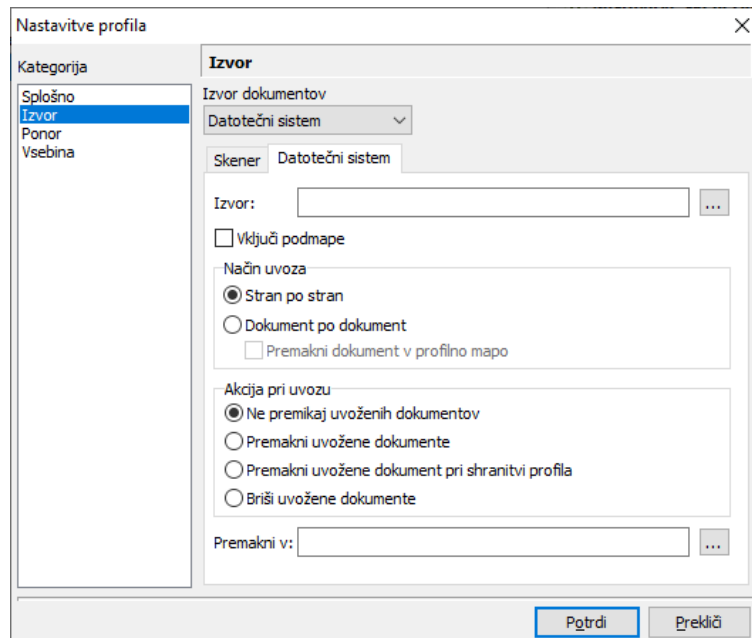 Nastavitve profila
Kategorija
Splošno
Izvor
Ponor
Vsebina
Izvor
Izvor dokumentov
Datotečni sistem
Skener
Datotečni sistem
Izvor:
...
Vključi podmape
Način uvoza
Stran po stran
Dokument po dokument
Premakni dokument v profilno mapo
Akcija pri uvozu
Ne premikaj uvoženih dokumentov
Premakni uvožene dokumente
Premakni uvožene dokument pri shranitvi profila
Briši uvožene dokumente
Premakni v:
...
Potrdi
Prekliči